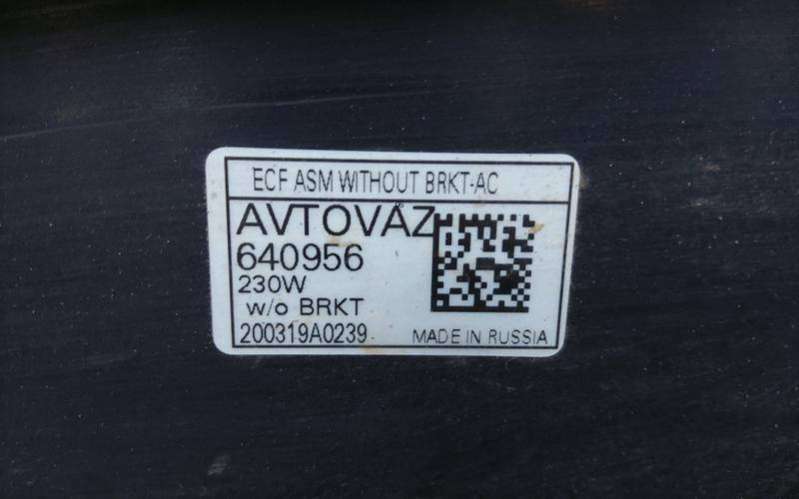 ECF ASM WITHOUT BRKT-AC
AVTOVAZ
640956
230W
w/o BRKT
200319A0239
MADE IN RUSSIA